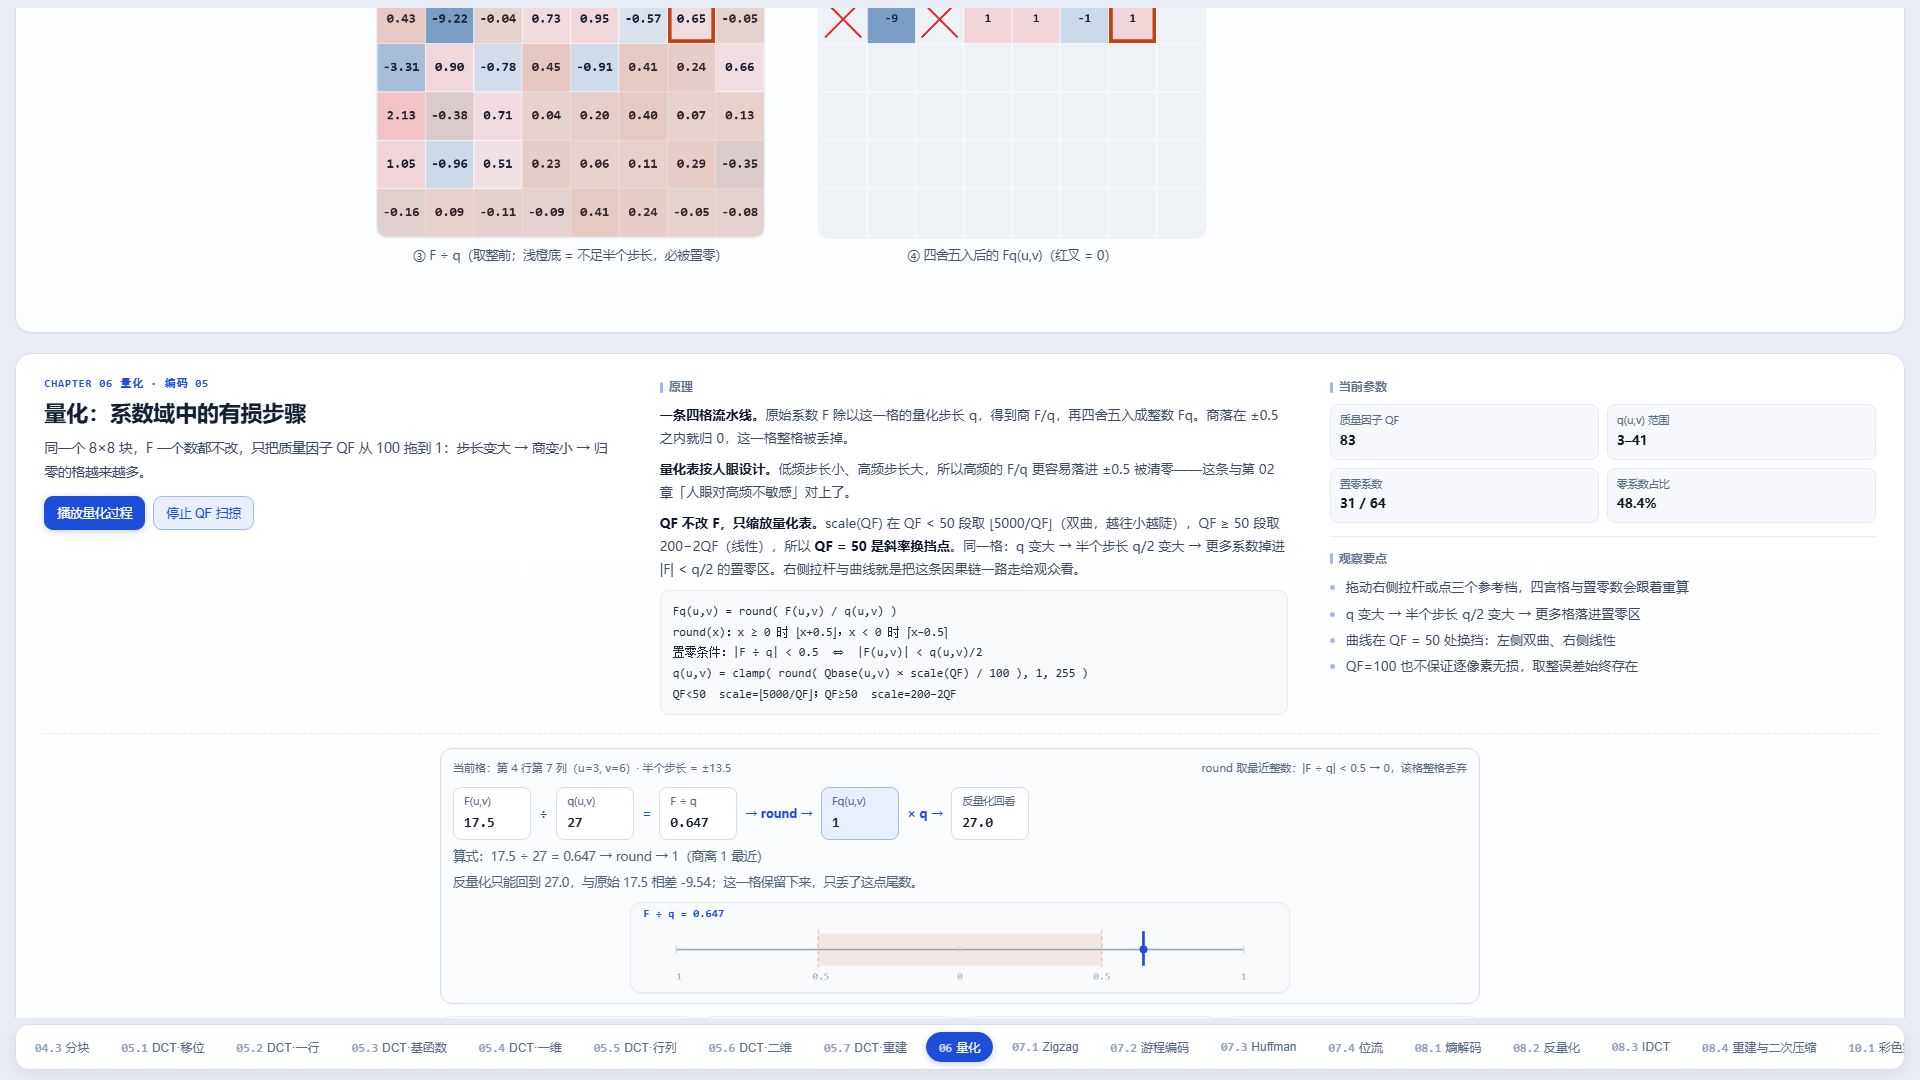 0.43 -9.22 -0.04 0.73 0.95 -0.57 0.65 -0.05
-3.31 0.90 -0.78 0.45 -0.91 0.41 0.24 0.66
2.13 -0.38 0.71 0.04 0.20 0.40 0.07 0.13
1.05 -0.96 0.51 0.23 0.06 0.11 0.29 -0.35
-0.16 0.09 -0.11 -0.09 0.41 0.24 -0.05 -0.08
③ F ÷ q（取整前；浅橙底 = 不足半个步长，必被置零）
-9 1 1 -1 1
④ 四舍五入后的 Fq(u,v)（红叉 = 0）
CHAPTER 06 量化 · 编码 05
量化：系数域中的有损步骤
同一个 8×8 块，F 一个数都不改，只把质量因子 QF 从 100 拖到 1：步长变大 → 商变小 → 归
零的格越来越多。
播放量化过程
停止 QF 扫掠
原理
一条四格流水线。原始系数 F 除以这一格的量化步长 q，得到商 F/q，再四舍五入成整数 Fq。商落在 ±0.5
之内就归 0，这一格整格被丢掉。
量化表按人眼设计。低频步长小、高频步长大，所以高频的 F/q 更容易落进 ±0.5 被清零——这条与第 02
章「人眼对高频不敏感」对上了。
QF 不改 F，只缩放量化表。scale(QF) 在 QF < 50 段取 ⌊5000/QF⌋（双曲，越往小越陡），QF ≥ 50 段取
200−2QF（线性），所以 QF = 50 是斜率换挡点。同一格：q 变大 → 半个步长 q/2 变大 → 更多系数掉进
|F| < q/2 的置零区。右侧拉杆与曲线就是把这条因果链一路走给观众看。
Fq(u,v) = round( F(u,v) / q(u,v) )
round(x)：x ≥ 0 时 ⌊x+0.5⌋，x < 0 时 ⌈x−0.5⌉
置零条件：|F ÷ q| < 0.5 ⇔ |F(u,v)| < q(u,v)/2
q(u,v) = clamp( round( Qbase(u,v) × scale(QF) / 100 ), 1, 255 )
QF<50 scale=⌊5000/QF⌋；QF≥50 scale=200−2QF
当前参数
质量因子 QF
83
q(u,v) 范围
3–41
置零系数
31 / 64
零系数占比
48.4%
观察要点
拖动右侧拉杆或点三个参考档，四宫格与置零数会跟着重算
q 变大 → 半个步长 q/2 变大 → 更多格落进置零区
曲线在 QF = 50 处换挡：左侧双曲、右侧线性
QF=100 也不保证逐像素无损，取整误差始终存在
当前格：第 4 行第 7 列（u=3, v=6）· 半个步长 = ±13.5
round 取最近整数：|F ÷ q| < 0.5 → 0，该格整格丢弃
F(u,v) q(u,v) F ÷ q Fq(u,v) 反量化回看
17.5 ÷ 27 = 0.647 → round → 1 × q → 27.0
算式：17.5 ÷ 27 = 0.647 → round → 1（商离 1 最近）
反量化只能回到 27.0，与原始 17.5 相差 -9.54；这一格保留下来，只丢了这点尾数。
F ÷ q = 0.647
-1 -0.5 0 0.5 1
04.3 分块 05.1 DCT·移位 05.2 DCT·一行 05.3 DCT·基函数 05.4 DCT·一维 05.5 DCT·行列 05.6 DCT·二维 05.7 DCT·重建 06 量化 07.1 Zigzag 07.2 游程编码 07.3 Huffman 07.4 位流 08.1 熵解码 08.2 反量化 08.3 IDCT 08.4 重建与二次压缩 10.1 彩色